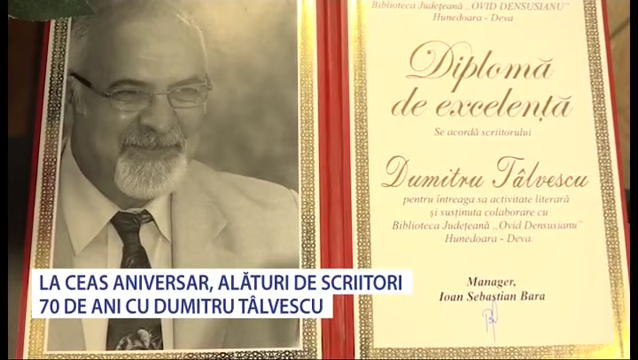 Biblioteca Județeană ,,OVID DENSUSIANU"
Hunedoara - Deva
Diplomă
de excelență
Se acordă scriitorului
Dumitru Tâlvescu
pentru întreaga sa activitate literară
și susținuta colaborare cu
Biblioteca Județeană ,,Ovid Densusianu"
Hunedoara - Deva.
Manager,
Ioan Sebastian Bara
LA CEAS ANIVERSAR, ALĂTURI DE SCRIITORI
70 DE ANI CU DUMITRU TÂLVESCU